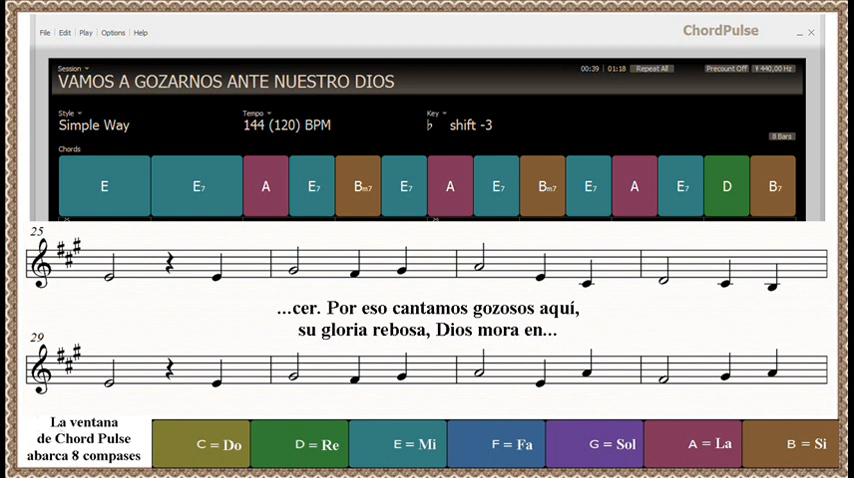 File Edit Play Options Help
ChordPulse
Session
00:39 01:18 Repeat All Precount Off 440,00 Hz
VAMOS A GOZARNOS ANTE NUESTRO DIOS
Style Tempo Key
Simple Way 144 (120) BPM ♭ shift -3
8 Bars
Chords
E E7 A E7 Bm7 E7 A E7 Bm7 E7 A E7 D B7
25
...cer. Por eso cantamos gozosos aquí,
su gloria rebosa, Dios mora en...
29
La ventana
de Chord Pulse
abarca 8 compases
C = Do D = Re E = Mi F = Fa G = Sol A = La B = Si